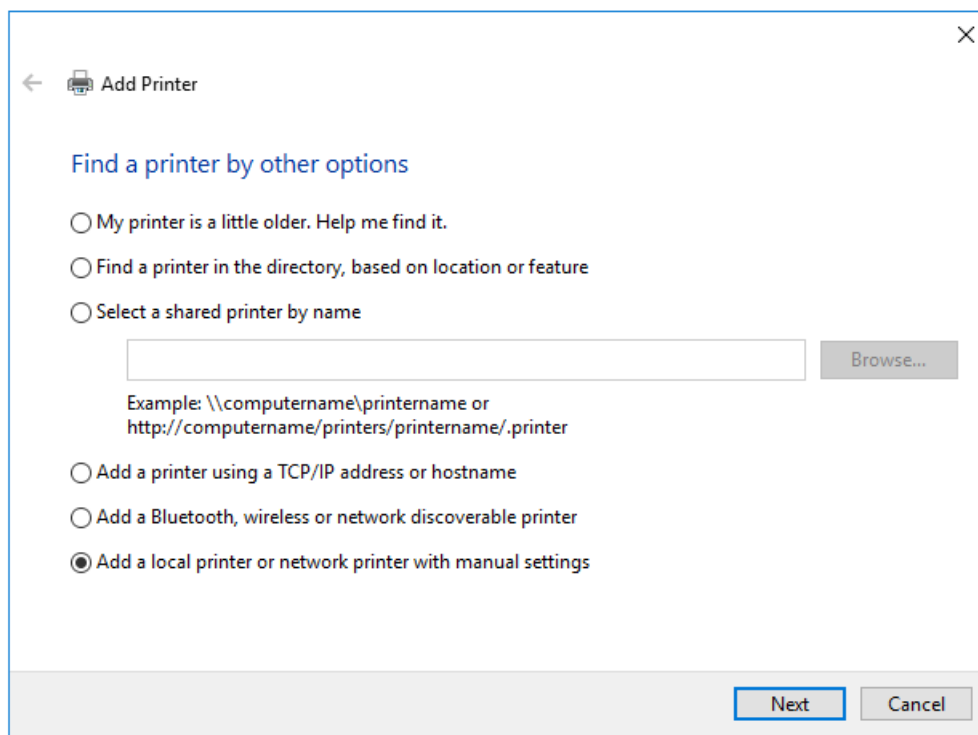 Add Printer
Find a printer by other options
My printer is a little older. Help me find it.
Find a printer in the directory, based on location or feature
Select a shared printer by name
Browse...
Example: \\computername\printername or
http://computername/printers/printername/.printer
Add a printer using a TCP/IP address or hostname
Add a Bluetooth, wireless or network discoverable printer
Add a local printer or network printer with manual settings
Next
Cancel